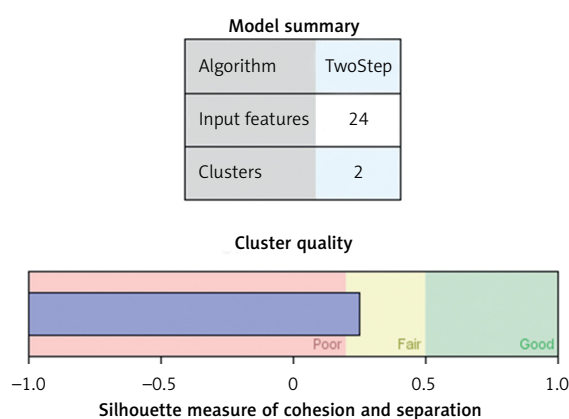 Model summary
Algorithm TwoStep
Input features 24
Clusters 2
Cluster quality
Poor Fair Good
−1.0 −0.5 0 0.5 1.0
Silhouette measure of cohesion and separation